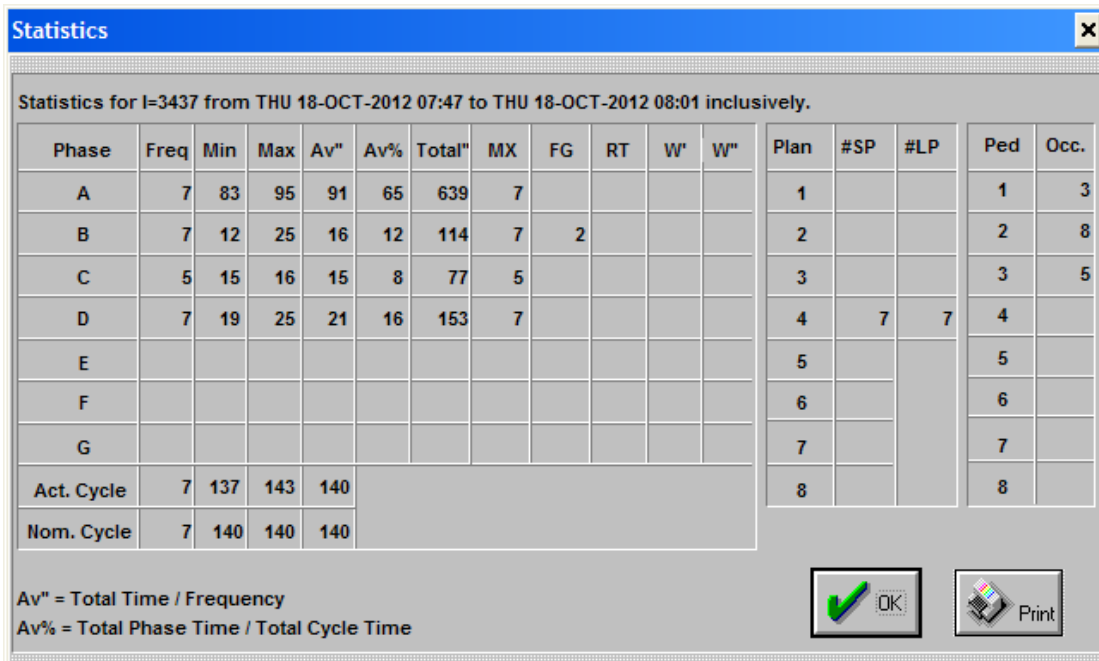 Statistics
Statistics for I=3437 from THU 18-OCT-2012 07:47 to THU 18-OCT-2012 08:01 inclusively.
Phase Freq Min Max Av" Av% Total" MX FG RT W' W" Plan #SP #LP Ped Occ.
A 7 83 95 91 65 639 7 1 1 3
B 7 12 25 16 12 114 7 2 2 2 8
C 5 15 16 15 8 77 5 3 3 5
D 7 19 25 21 16 153 7 4 7 7 4
E 5 5
F 6 6
G 7 7
Act. Cycle 7 137 143 140 8 8
Nom. Cycle 7 140 140 140
Av" = Total Time / Frequency
Av% = Total Phase Time / Total Cycle Time
OK Print